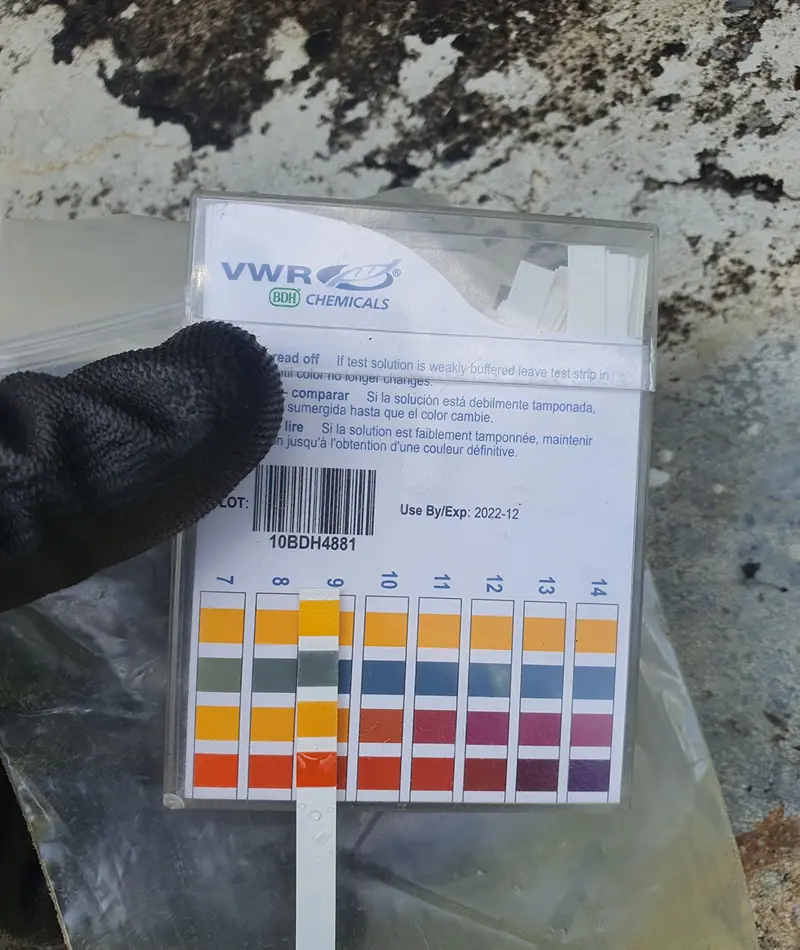 VWR®
BDH CHEMICALS
read off If test solution is weakly buffered leave test strip in
until color no longer changes.
- comparar Si la solución está debilmente tamponada,
sumergida hasta que el color cambie.
lire Si la solution est faiblement tamponnée, maintenir
jusqu'à l'obtention d'une couleur définitive.
LOT:
10BDH4881
Use By/Exp: 2022-12
7 8 9 10 11 12 13 14